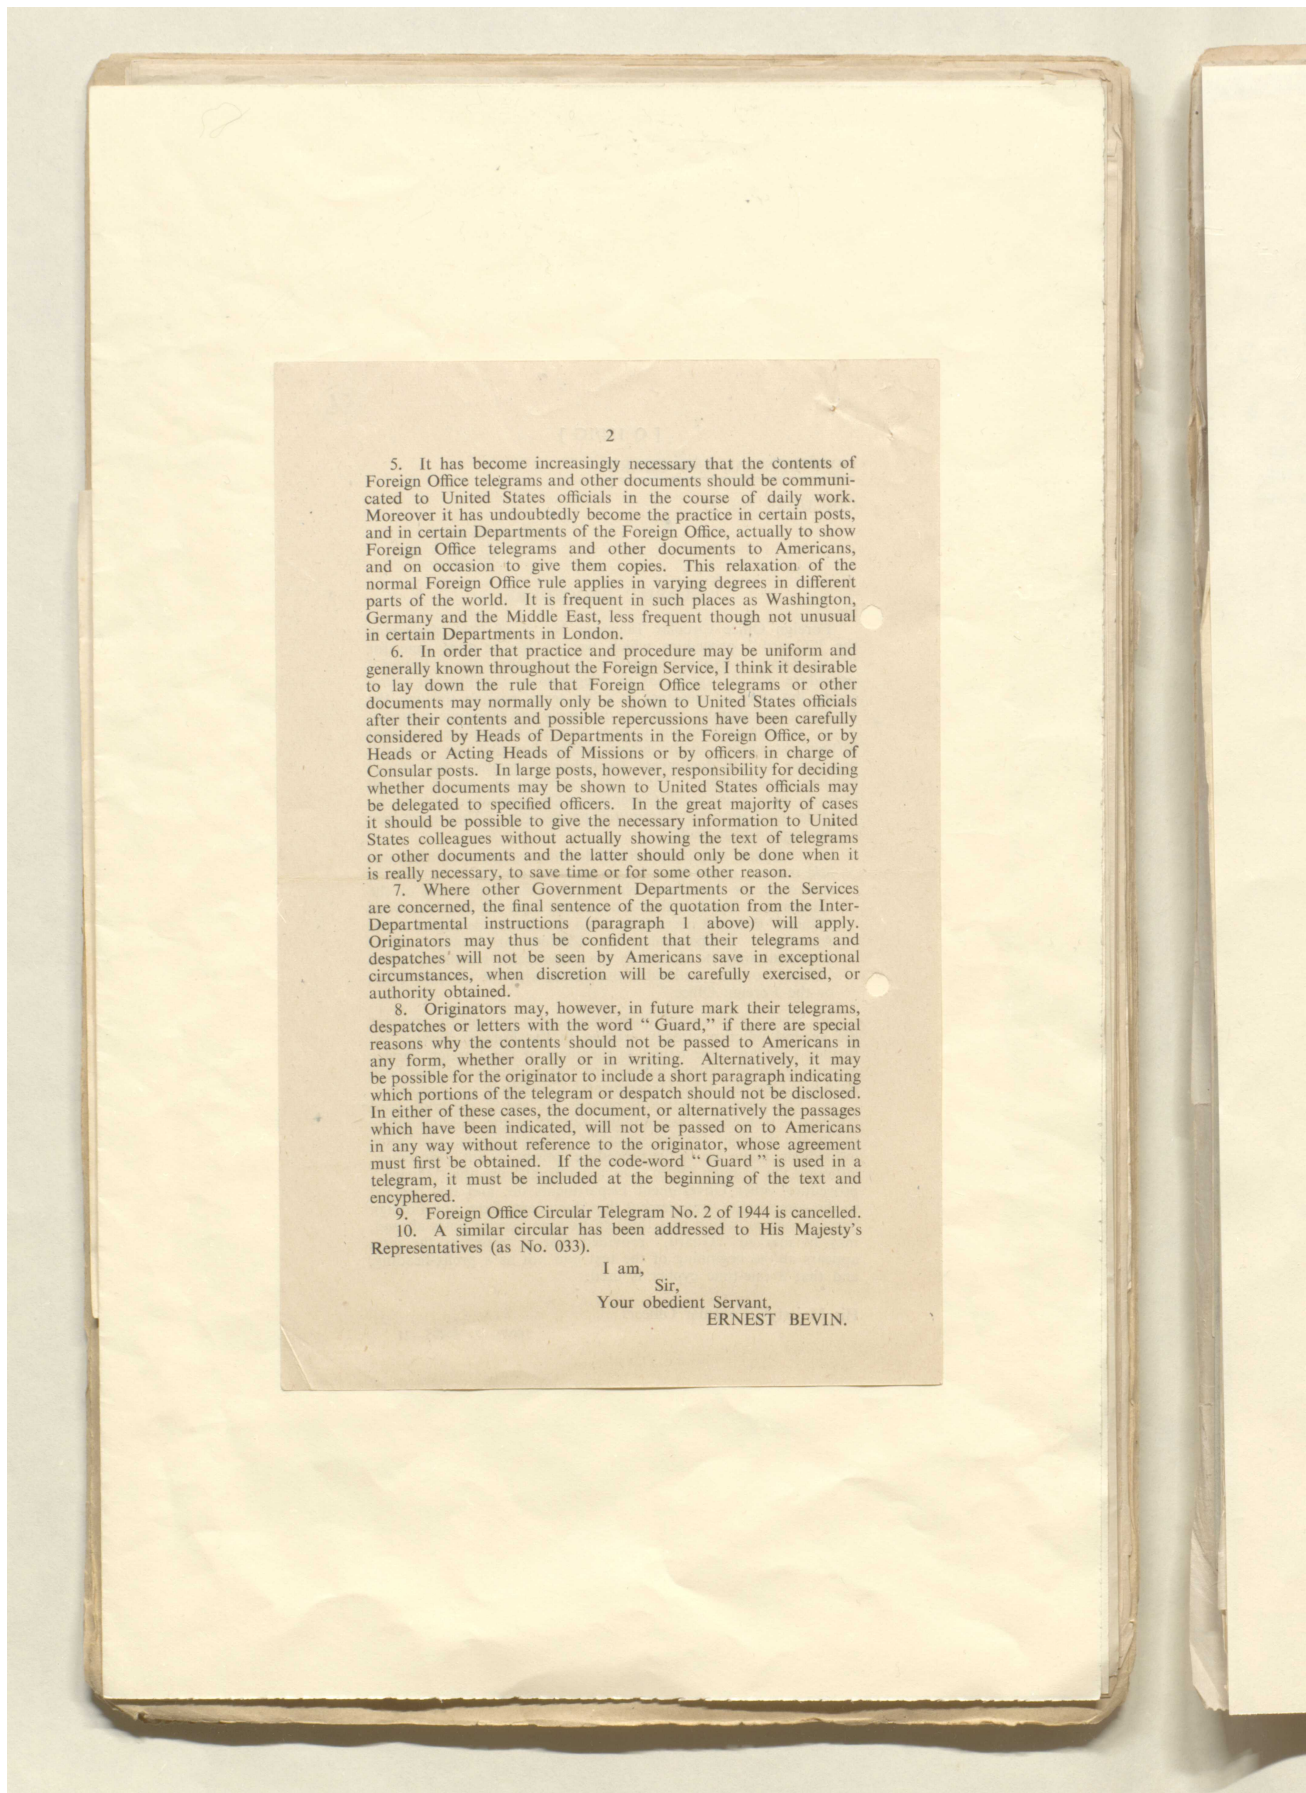 2
5. It has become increasingly necessary that the contents of
Foreign Office telegrams and other documents should be communi-
cated to United States officials in the course of daily work.
Moreover it has undoubtedly become the practice in certain posts,
and in certain Departments of the Foreign Office, actually to show
Foreign Office telegrams and other documents to Americans,
and on occasion to give them copies. This relaxation of the
normal Foreign Office rule applies in varying degrees in different
parts of the world. It is frequent in such places as Washington,
Germany and the Middle East, less frequent though not unusual
in certain Departments in London.
6. In order that practice and procedure may be uniform and
generally known throughout the Foreign Service, I think it desirable
to lay down the rule that Foreign Office telegrams or other
documents may normally only be shown to United States officials
after their contents and possible repercussions have been carefully
considered by Heads of Departments in the Foreign Office, or by
Heads or Acting Heads of Missions or by officers in charge of
Consular posts. In large posts, however, responsibility for deciding
whether documents may be shown to United States officials may
be delegated to specified officers. In the great majority of cases
it should be possible to give the necessary information to United
States colleagues without actually showing the text of telegrams
or other documents and the latter should only be done when it
is really necessary, to save time or for some other reason.
7. Where other Government Departments or the Services
are concerned, the final sentence of the quotation from the Inter-
Departmental instructions (paragraph 1 above) will apply.
Originators may thus be confident that their telegrams and
despatches will not be seen by Americans save in exceptional
circumstances, when discretion will be carefully exercised, or
authority obtained.
8. Originators may, however, in future mark their telegrams,
despatches or letters with the word “ Guard,” if there are special
reasons why the contents should not be passed to Americans in
any form, whether orally or in writing. Alternatively, it may
be possible for the originator to include a short paragraph indicating
which portions of the telegram or despatch should not be disclosed.
In either of these cases, the document, or alternatively the passages
which have been indicated, will not be passed on to Americans
in any way without reference to the originator, whose agreement
must first be obtained. If the code-word “ Guard ” is used in a
telegram, it must be included at the beginning of the text and
encyphered.
9. Foreign Office Circular Telegram No. 2 of 1944 is cancelled.
10. A similar circular has been addressed to His Majesty's
Representatives (as No. 033).
I am,
Sir,
Your obedient Servant,
ERNEST BEVIN.